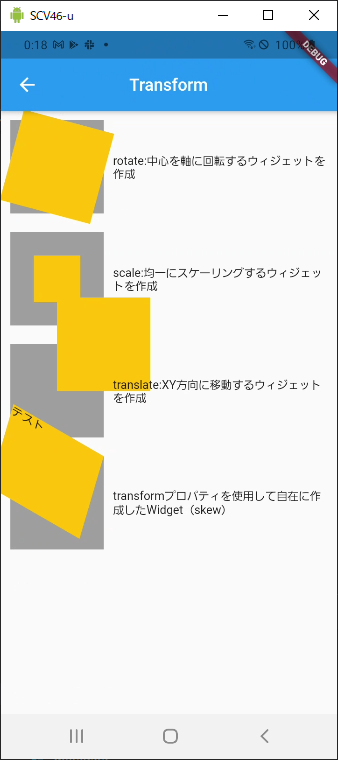 SCV46-u
0:18
100%
DEBUG
Transform
rotate:中心を軸に回転するウィジェットを
作成
scale:均一にスケーリングするウィジェッ
トを作成
translate:XY方向に移動するウィジェット
を作成
テスト
transformプロパティを使用して自在に作
成したWidget（skew）